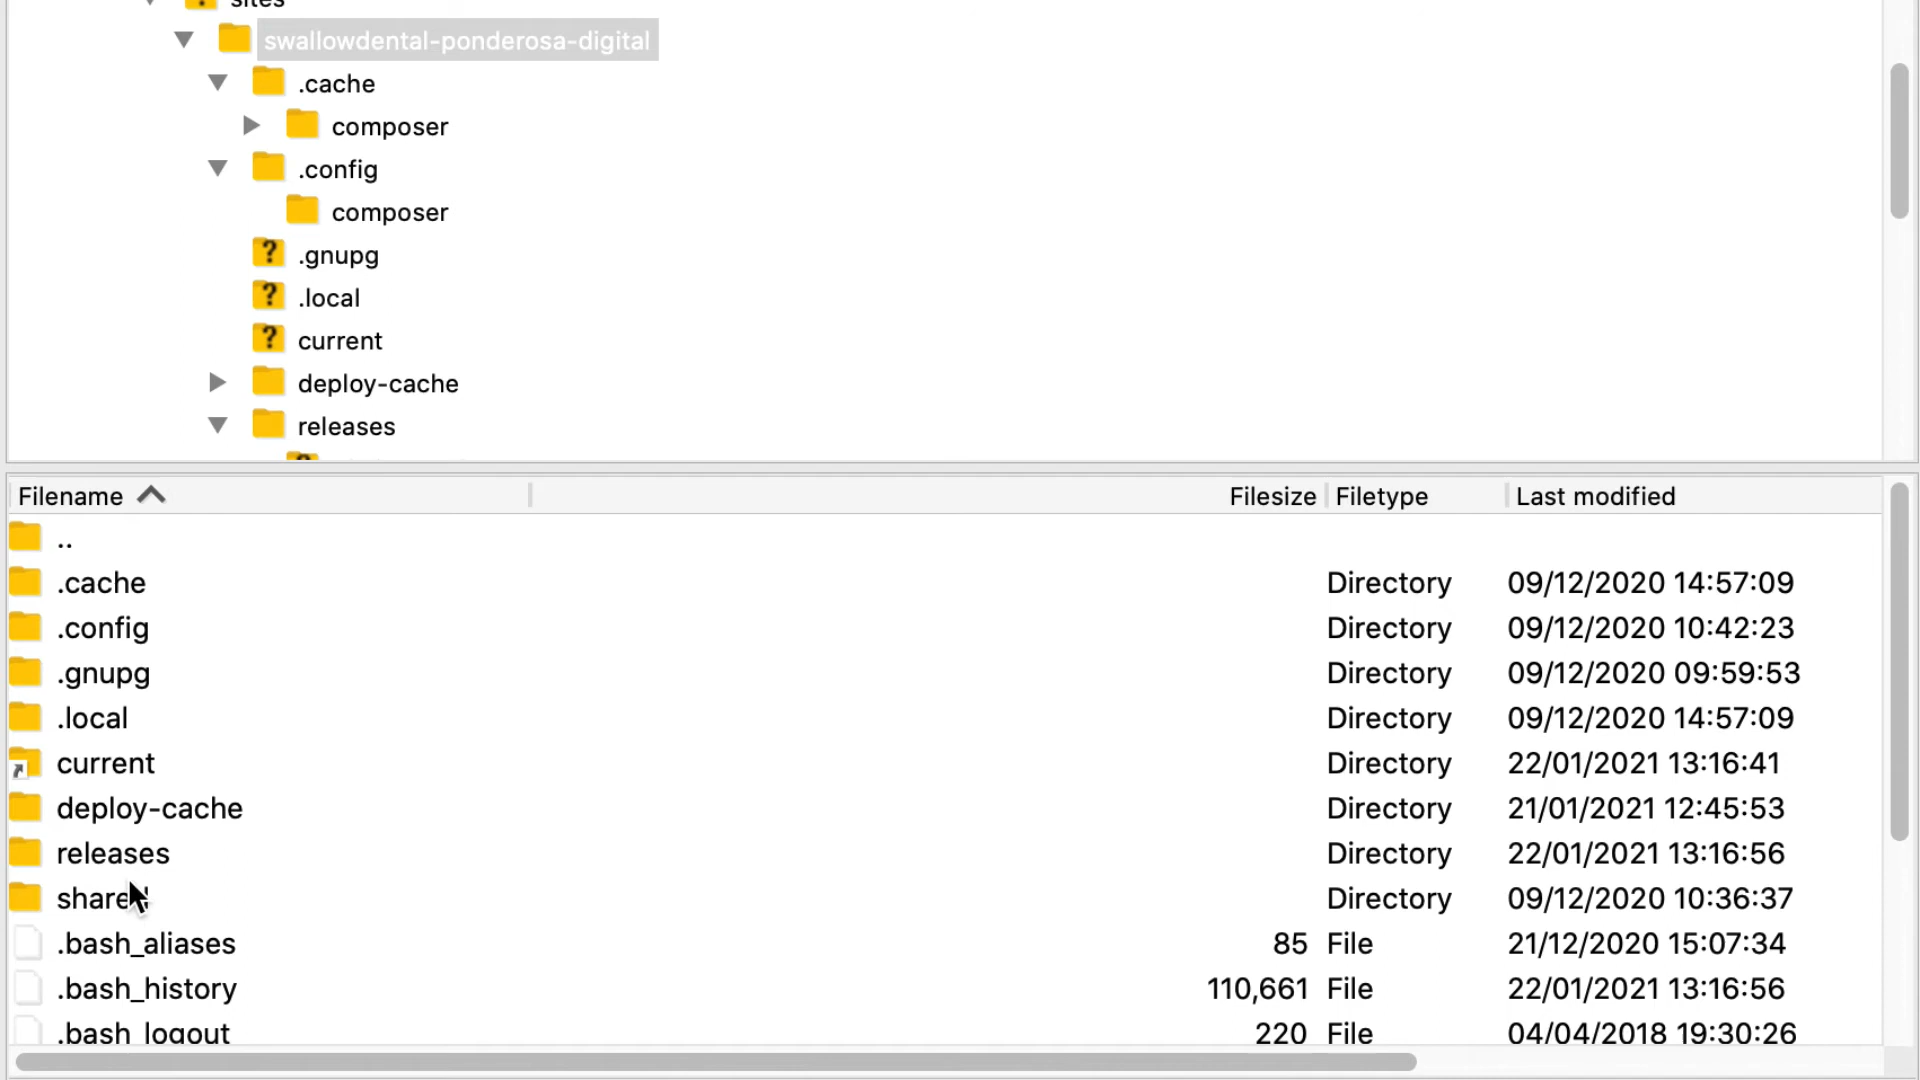 sites
swallowdental-ponderosa-digital
.cache
composer
.config
composer
.gnupg
.local
current
deploy-cache
releases
Filename Filesize Filetype Last modified
..
.cache Directory 09/12/2020 14:57:09
.config Directory 09/12/2020 10:42:23
.gnupg Directory 09/12/2020 09:59:53
.local Directory 09/12/2020 14:57:09
current Directory 22/01/2021 13:16:41
deploy-cache Directory 21/01/2021 12:45:53
releases Directory 22/01/2021 13:16:56
shared Directory 09/12/2020 10:36:37
.bash_aliases 85 File 21/12/2020 15:07:34
.bash_history 110,661 File 22/01/2021 13:16:56
.bash_logout 220 File 04/04/2018 19:30:26